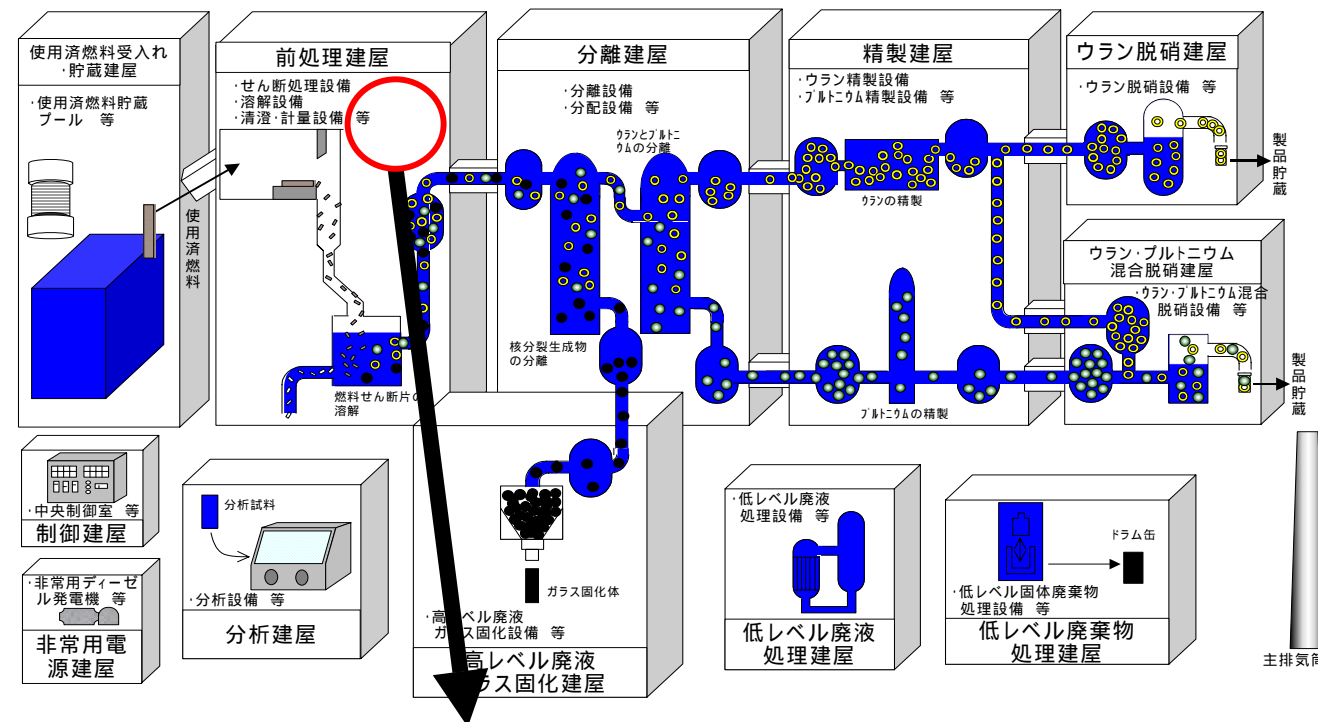 使用済燃料受入れ
・貯蔵建屋
・使用済燃料貯蔵
プール 等
使用済燃料
前処理建屋
・せん断処理設備
・溶解設備
・清澄・計量設備 等
燃料せん断片の
溶解
分離建屋
・分離設備
・分配設備 等
ウランとプルトニ
ウムの分離
核分裂生成物
の分離
精製建屋
・ウラン精製設備
・プルトニウム精製設備 等
ウランの精製
プルトニウムの精製
ウラン脱硝建屋
・ウラン脱硝設備 等
製品貯蔵
ウラン・プルトニウム
混合脱硝建屋
・ウラン・プルトニウム混合
脱硝設備 等
製品貯蔵
・中央制御室 等
制御建屋
・非常用ディーゼ
ル発電機 等
非常用電
源建屋
分析試料
・分析設備 等
分析建屋
ガラス固化体
・高レベル廃液
ガラス固化設備 等
高レベル廃液
ラス固化建屋
・低レベル廃液
処理設備 等
低レベル廃液
処理建屋
ドラム缶
・低レベル固体廃棄物
処理設備 等
低レベル廃棄物
処理建屋
主排気筒